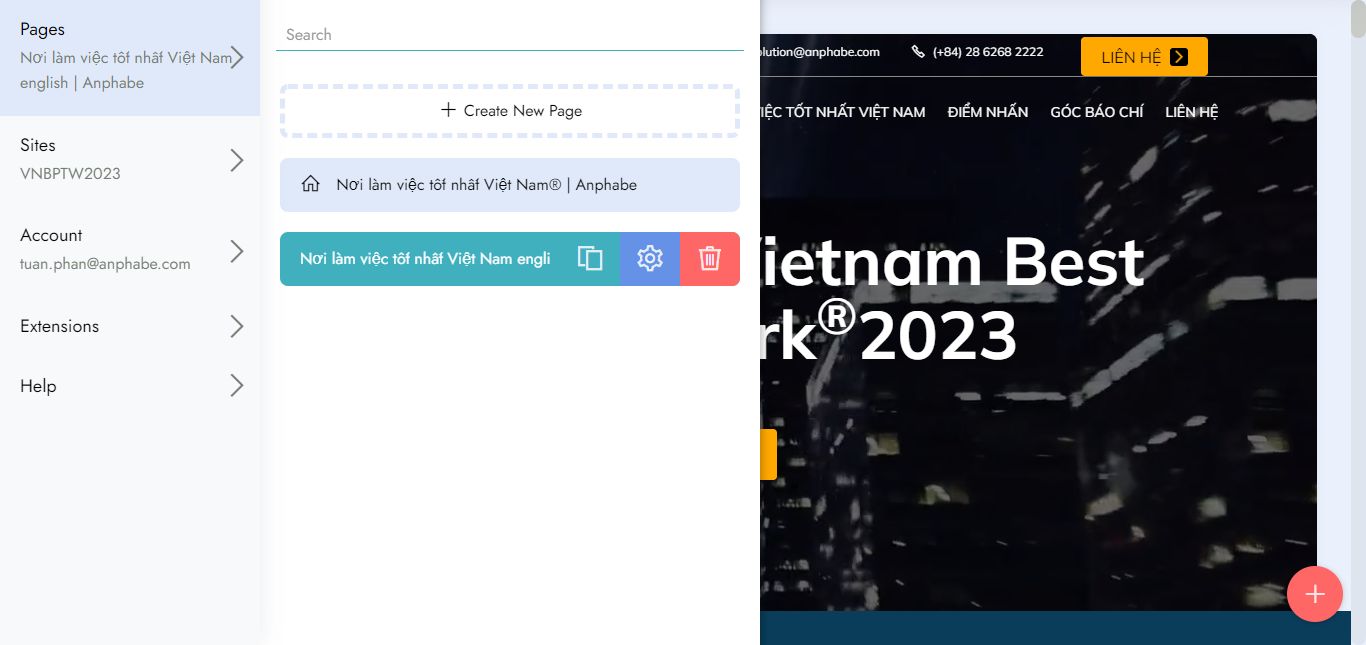 Pages
Nơi làm việc tốt nhất Việt Nam
english | Anphabe
Sites
VNBPTW2023
Account
tuan.phan@anphabe.com
Extensions
Help
Search
Create New Page
Nơi làm việc tốt nhất Việt Nam® | Anphabe
Nơi làm việc tốt nhất Việt Nam engli
olution@anphabe.com
(+84) 28 6268 2222
LIÊN HỆ
IỆC TỐT NHẤT VIỆT NAM
ĐIỂM NHẤN
GÓC BÁO CHÍ
LIÊN HỆ
ietnam Best
rk®2023